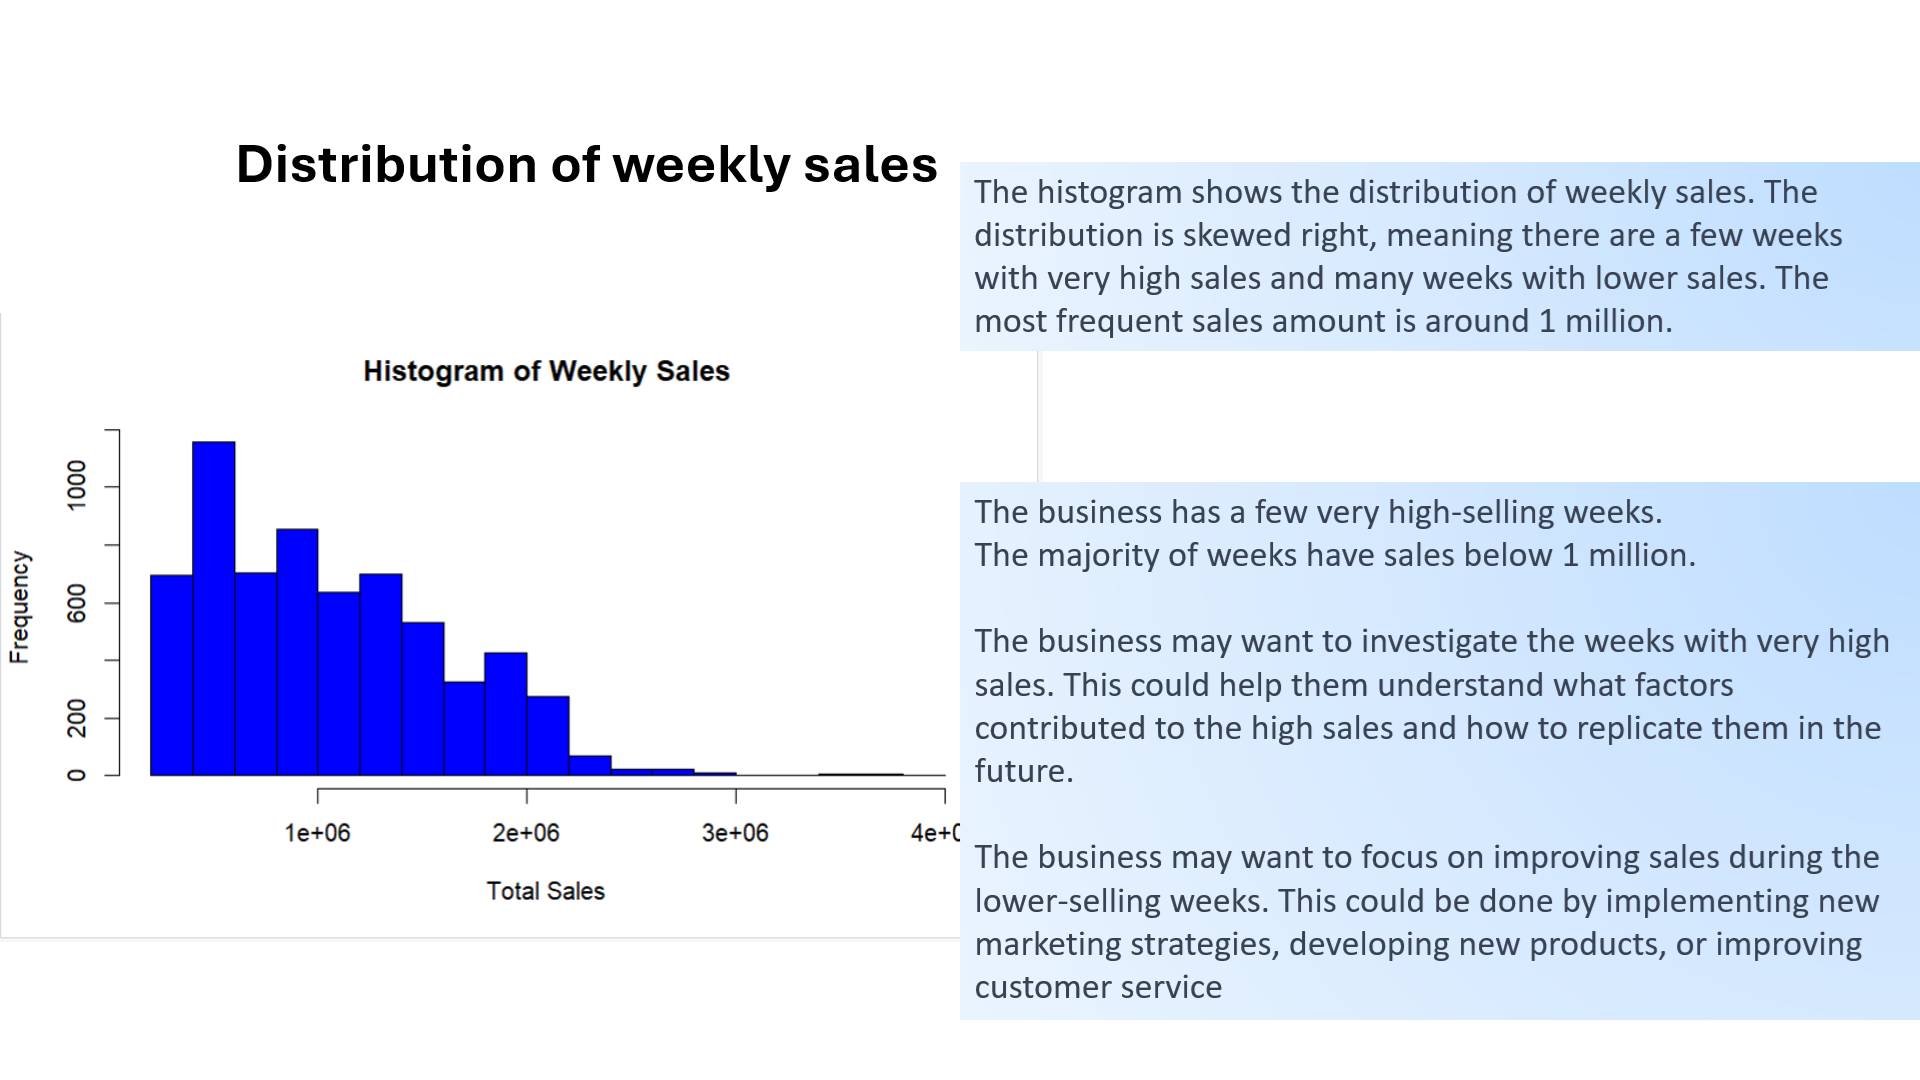 Distribution of weekly sales
The histogram shows the distribution of weekly sales. The
distribution is skewed right, meaning there are a few weeks
with very high sales and many weeks with lower sales. The
most frequent sales amount is around 1 million.
Histogram of Weekly Sales
Frequency
1000
600
200
0
1e+06
2e+06
3e+06
4e+0
Total Sales
The business has a few very high-selling weeks.
The majority of weeks have sales below 1 million.
The business may want to investigate the weeks with very high
sales. This could help them understand what factors
contributed to the high sales and how to replicate them in the
future.
The business may want to focus on improving sales during the
lower-selling weeks. This could be done by implementing new
marketing strategies, developing new products, or improving
customer service